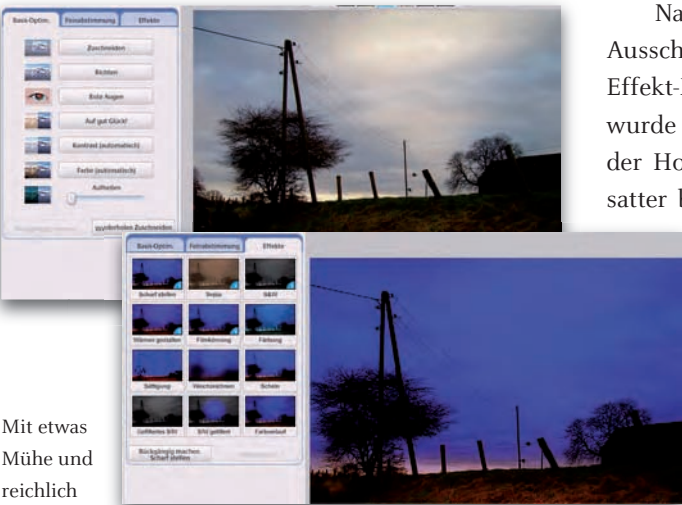 Na
Aussch
Effekt-
wurde
der Ho
satter b
Basis-Optim. Feinabstimmung Effekte
Zuschneiden
Richten
Rote Augen
Auf gut Glück!
Kontrast (automatisch)
Farbe (automatisch)
Aufhellen
Wiederholen Zuschneiden
Basis-Optim. Feinabstimmung Effekte
Scharf stellen Sepia S&W
Wärmer gestalten Filmkörnung Färbung
Sättigung Weichzeichnen Schein
Gefiltertes S/W S/W gefiltert Farbverlauf
Rückgängig machen
Scharf stellen
Mit etwas
Mühe und
reichlich